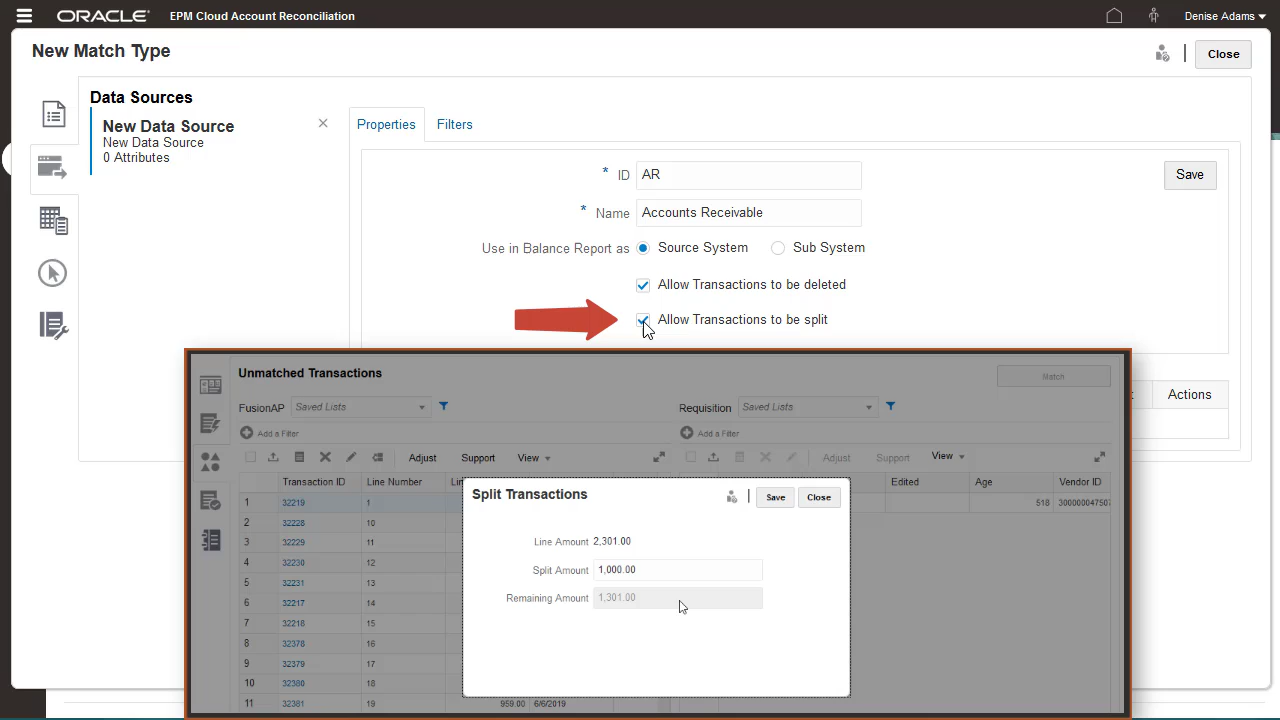 ORACLE® EPM Cloud Account Reconciliation Denise Adams
New Match Type Close
Data Sources
New Data Source
New Data Source
0 Attributes
Properties Filters
* ID AR Save
* Name Accounts Receivable
Use in Balance Report as Source System Sub System
Allow Transactions to be deleted
Allow Transactions to be split
Actions
Unmatched Transactions Match
FusionAP Saved Lists Requisition Saved Lists
Add a Filter Add a Filter
Adjust Support View Adjust Support View
Transaction ID Line Number Edited Age Vendor ID
1 32219 1 518 300000047507
2 32228 10
3 32229 11
4 32230 12
5 32231 13
6 32217 14
7 32218 15
8 32378 16
9 32379 17
10 32380 18
11 32381 19 959.00 6/6/2019
Split Transactions Save Close
Line Amount 2,301.00
Split Amount 1,000.00
Remaining Amount 1,301.00